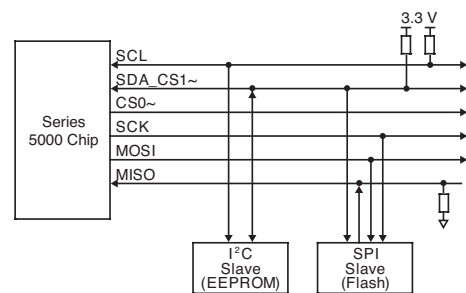 3.3 V
SCL
SDA_CS1~
CS0~
SCK
MOSI
MISO
Series
5000 Chip
I²C
Slave
(EEPROM)
SPI
Slave
(Flash)